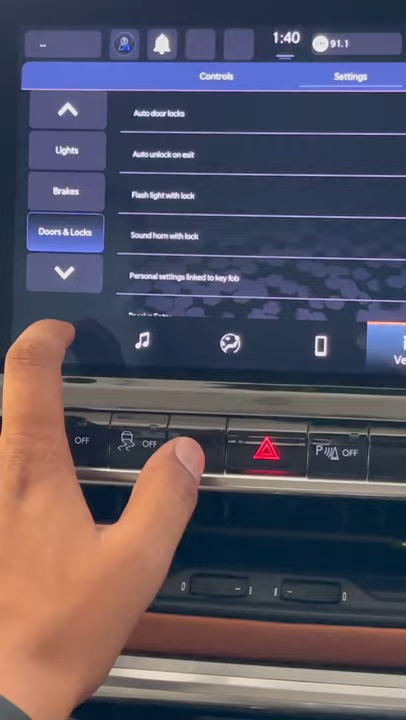 --
1:40
91.1
Controls
Settings
Auto door locks
Lights
Auto unlock on exit
Brakes
Flash light with lock
Doors & Locks
Sound horn with lock
Personal settings linked to key fob
Ve
OFF
OFF
P OFF